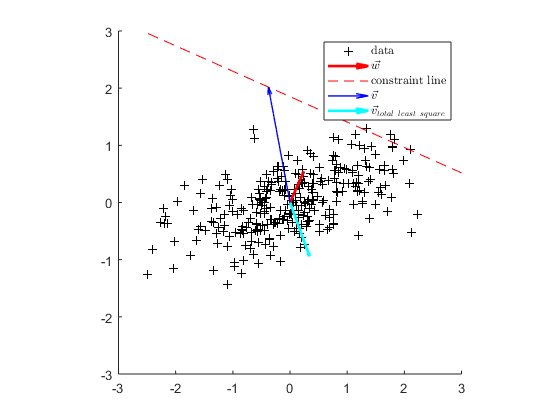 3
2
1
0
-1
-2
-3
-3 -2 -1 0 1 2 3
data
w⃗
constraint line
v⃗
v⃗total least square